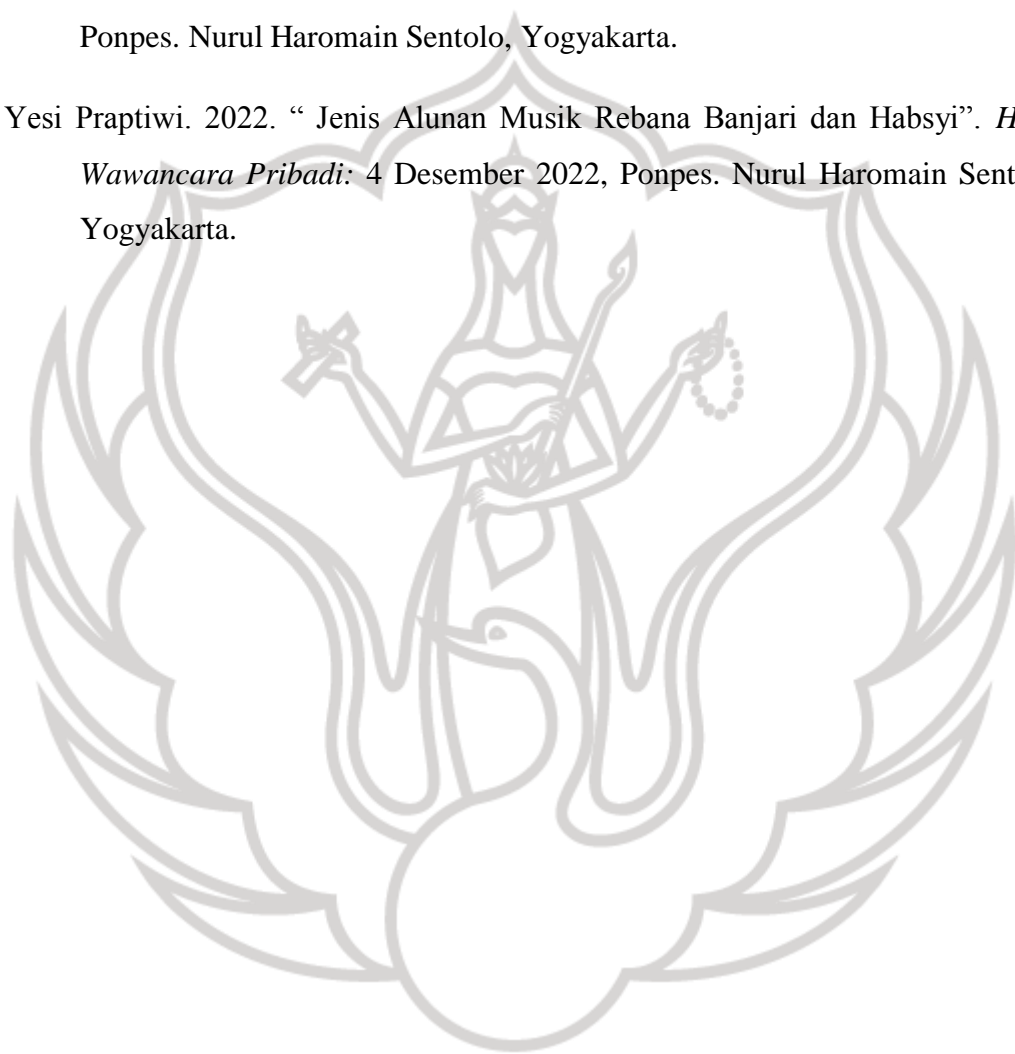 Ponpes. Nurul Haromain Sentolo, Yogyakarta.
Yesi Praptiwi. 2022. “ Jenis Alunan Musik Rebana Banjari dan Habsyi”. H
Wawancara Pribadi: 4 Desember 2022, Ponpes. Nurul Haromain Sent
Yogyakarta.